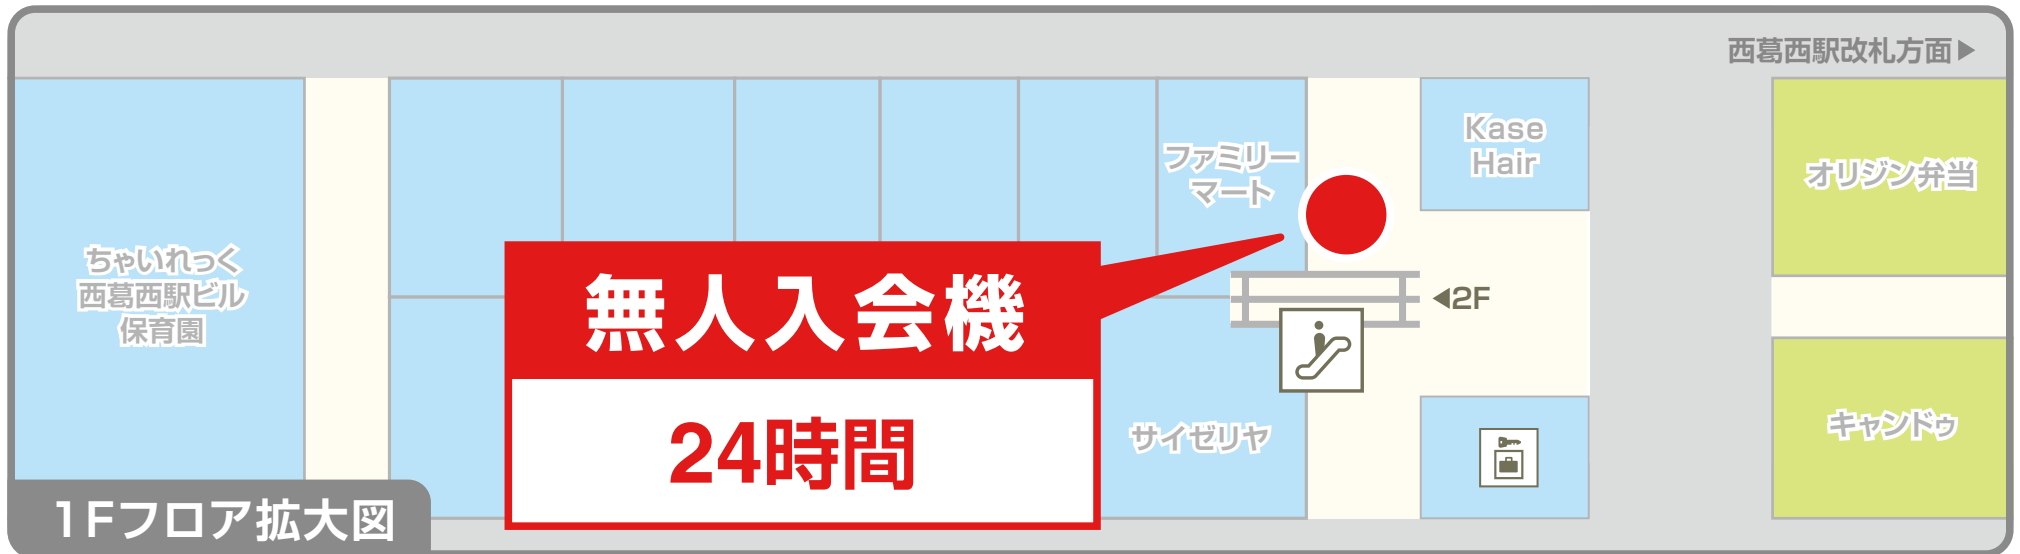 西葛西駅改札方面▶
Kase
Hair
ファミリー
マート
オリジン弁当
ちゃいれっく
西葛西駅ビル
保育園
無人入会機
24時間
◀2F
サイゼリヤ
キャンドゥ
1Fフロア拡大図